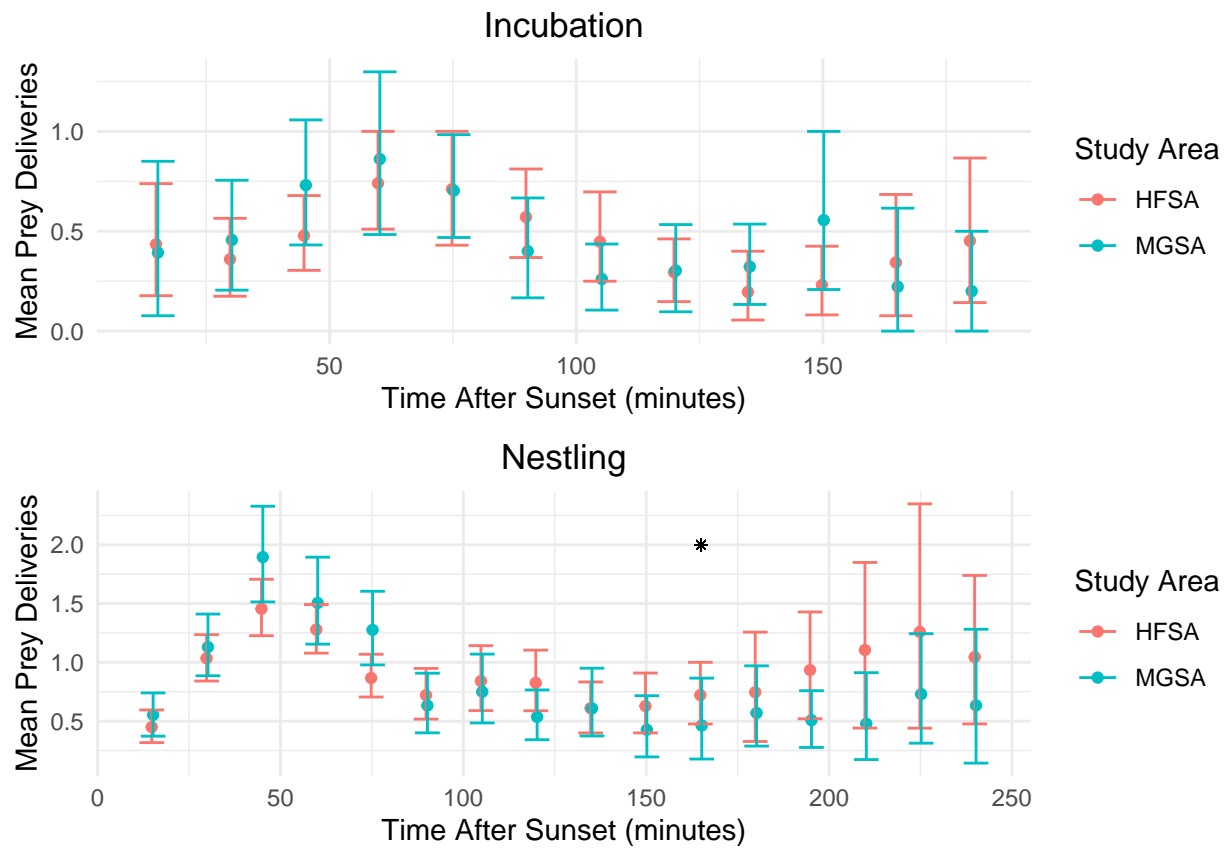 Incubation
Mean Prey Deliveries
1.0
0.5
0.0
50
100
150
Time After Sunset (minutes)
Study Area
HFSA
MGSA
Nestling
Mean Prey Deliveries
2.0
1.5
1.0
0.5
*
0
50
100
150
200
250
Time After Sunset (minutes)
Study Area
HFSA
MGSA